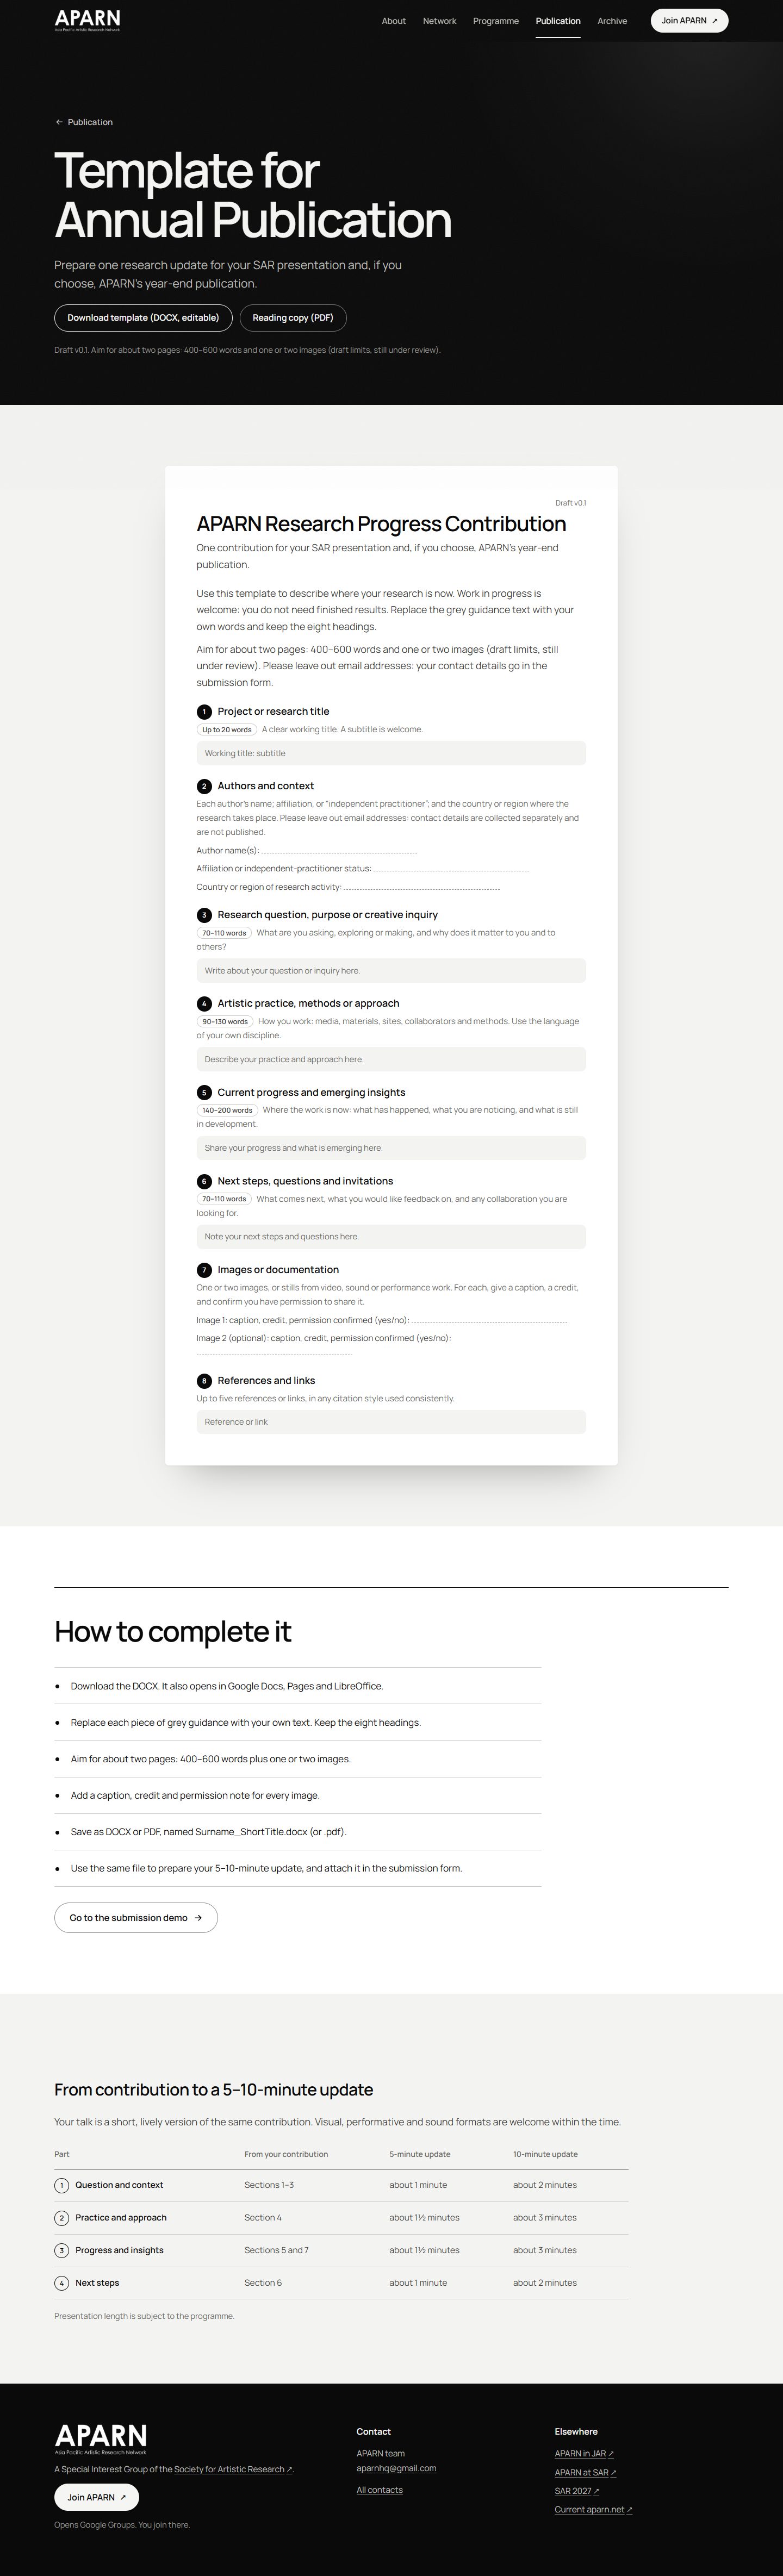 APARN
Asia Pacific Artistic Research Network
About Network Programme Publication Archive Join APARN ↗
← Publication
Template for
Annual Publication
Prepare one research update for your SAR presentation and, if you
choose, APARN's year-end publication.
Download template (DOCX, editable) Reading copy (PDF)
Draft v0.1. Aim for about two pages: 400–600 words and one or two images (draft limits, still under review).
Draft v0.1
APARN Research Progress Contribution
One contribution for your SAR presentation and, if you choose, APARN's year-end
publication.
Use this template to describe where your research is now. Work in progress is
welcome: you do not need finished results. Replace the grey guidance text with your
own words and keep the eight headings.
Aim for about two pages: 400–600 words and one or two images (draft limits, still
under review). Please leave out email addresses: your contact details go in the
submission form.
1 Project or research title
Up to 20 words A clear working title. A subtitle is welcome.
Working title: subtitle
2 Authors and context
Each author's name; affiliation, or "independent practitioner"; and the country or region where the
research takes place. Please leave out email addresses: contact details are collected separately and
are not published.
Author name(s):
Affiliation or independent-practitioner status:
Country or region of research activity:
3 Research question, purpose or creative inquiry
70–110 words What are you asking, exploring or making, and why does it matter to you and to
others?
Write about your question or inquiry here.
4 Artistic practice, methods or approach
90–130 words How you work: media, materials, sites, collaborators and methods. Use the language
of your own discipline.
Describe your practice and approach here.
5 Current progress and emerging insights
140–200 words Where the work is now: what has happened, what you are noticing, and what is still
in development.
Share your progress and what is emerging here.
6 Next steps, questions and invitations
70–110 words What comes next, what you would like feedback on, and any collaboration you are
looking for.
Note your next steps and questions here.
7 Images or documentation
One or two images, or stills from video, sound or performance work. For each, give a caption, a credit,
and confirm you have permission to share it.
Image 1: caption, credit, permission confirmed (yes/no):
Image 2 (optional): caption, credit, permission confirmed (yes/no):
8 References and links
Up to five references or links, in any citation style used consistently.
Reference or link
How to complete it
• Download the DOCX. It also opens in Google Docs, Pages and LibreOffice.
• Replace each piece of grey guidance with your own text. Keep the eight headings.
• Aim for about two pages: 400–600 words plus one or two images.
• Add a caption, credit and permission note for every image.
• Save as DOCX or PDF, named Surname_ShortTitle.docx (or .pdf).
• Use the same file to prepare your 5–10-minute update, and attach it in the submission form.
Go to the submission demo →
From contribution to a 5–10-minute update
Your talk is a short, lively version of the same contribution. Visual, performative and sound formats are welcome within the time.
Part From your contribution 5-minute update 10-minute update
1 Question and context Sections 1–3 about 1 minute about 2 minutes
2 Practice and approach Section 4 about 1½ minutes about 3 minutes
3 Progress and insights Sections 5 and 7 about 1½ minutes about 3 minutes
4 Next steps Section 6 about 1 minute about 2 minutes
Presentation length is subject to the programme.
APARN
Asia Pacific Artistic Research Network
A Special Interest Group of the Society for Artistic Research ↗.
Join APARN ↗
Opens Google Groups. You join there.
Contact
APARN team
aparnhq@gmail.com
All contacts
Elsewhere
APARN in JAR ↗
APARN at SAR ↗
SAR 2027 ↗
Current aparn.net ↗